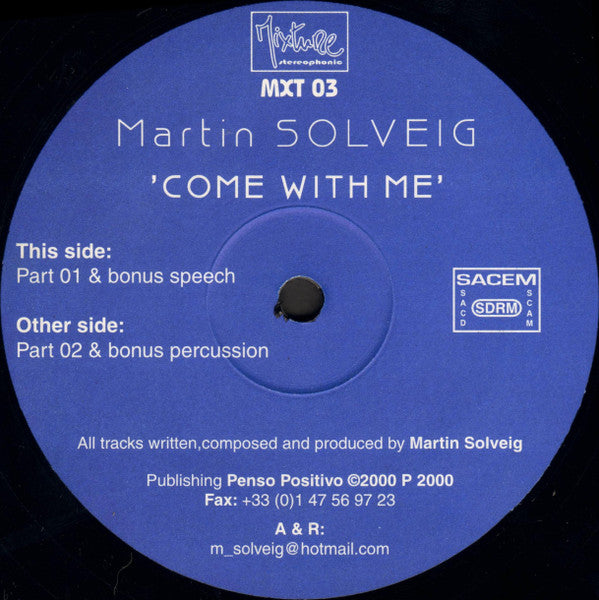 Mixture
stereophonic
MXT 03
Martin SOLVEIG
'COME WITH ME'
This side:
Part 01 & bonus speech
Other side:
Part 02 & bonus percussion
SACEM
SACD
SDRM
SCAM
All tracks written,composed and produced by Martin Solveig
Publishing Penso Positivo ©2000 P 2000
Fax: +33 (0)1 47 56 97 23
A & R:
m_solveig@hotmail.com